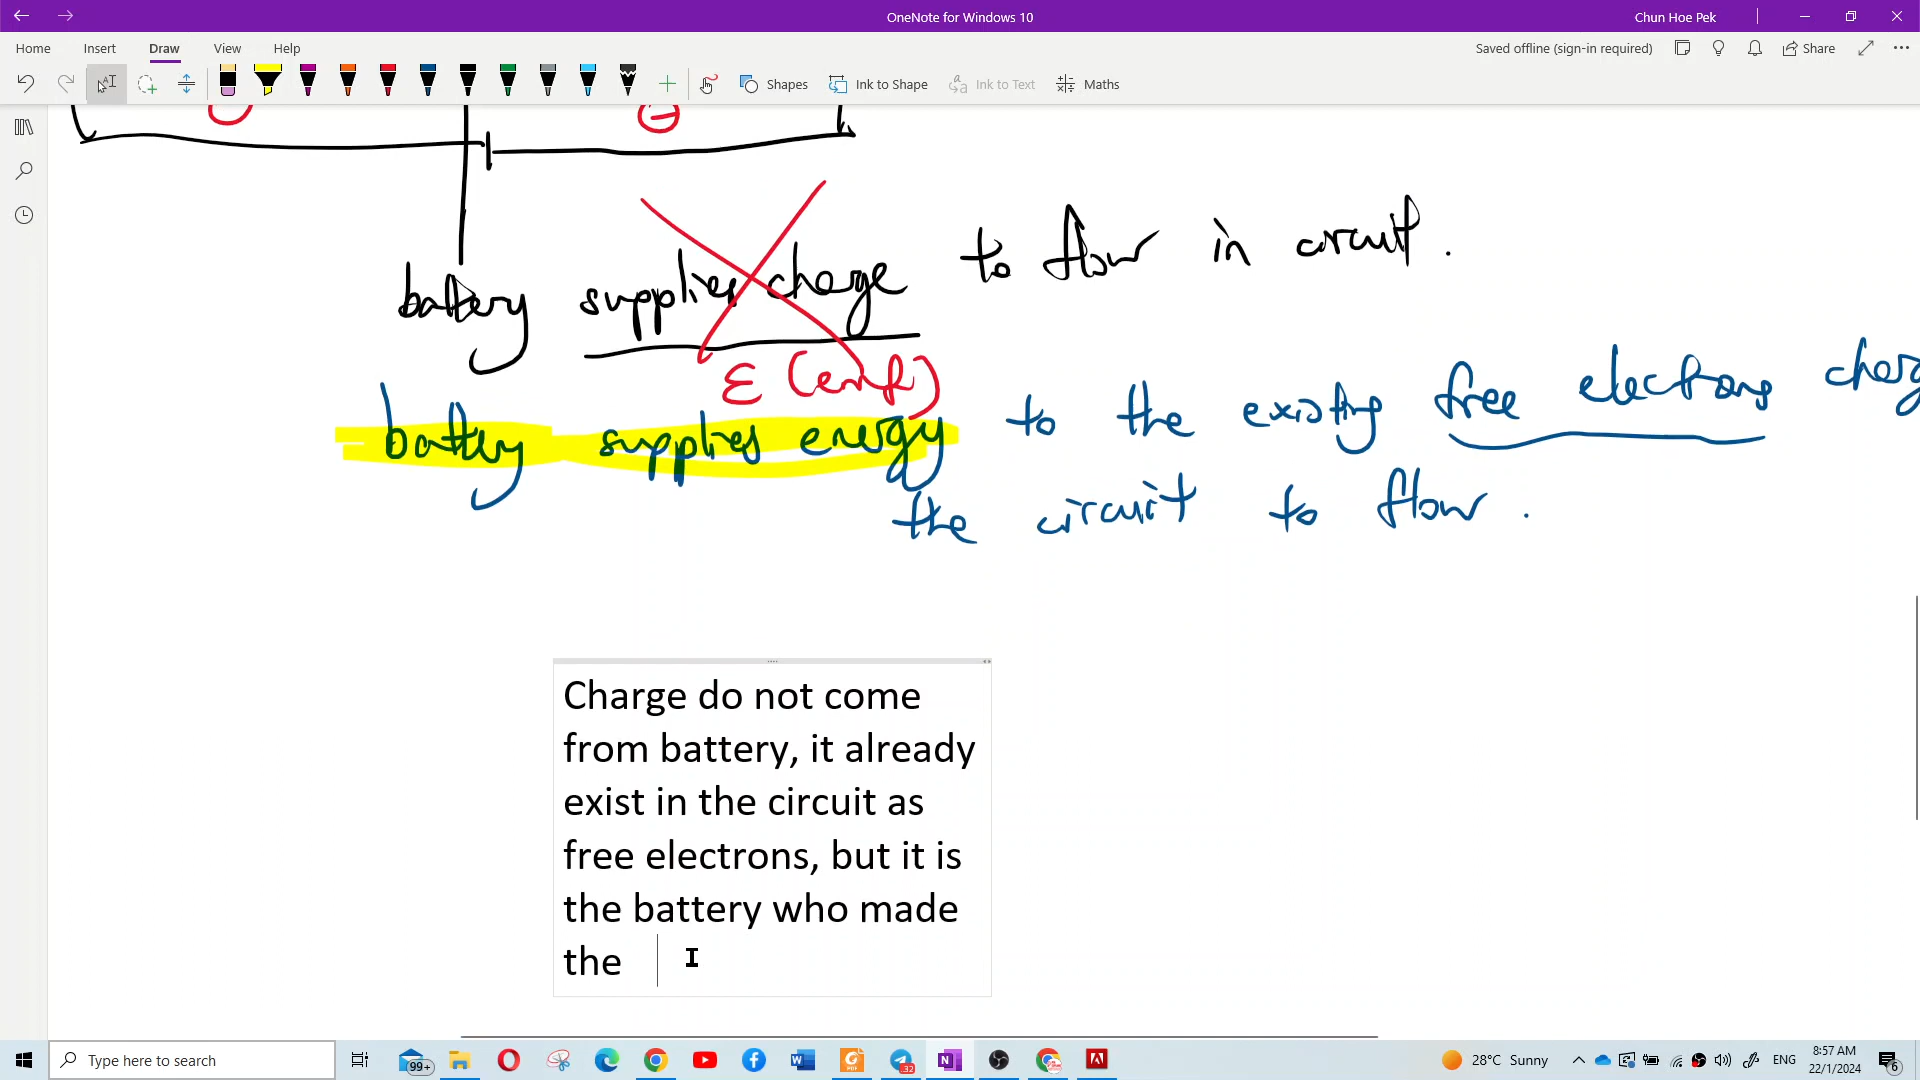 OneNote for Windows 10
Chun Hoe Pek
Home Insert Draw View Help
Saved offline (sign-in required)
Share
Shapes
Ink to Shape
Ink to Text
Maths
battery supplies charge to flow in circuit.
ε (emf)
battery supplies energy to the existing free electrons charg
the circuit to flow.
Charge do not come
from battery, it already
exist in the circuit as
free electrons, but it is
the battery who made
the
Type here to search
99+
32
28°C Sunny
ENG
8:57 AM
22/1/2024
6